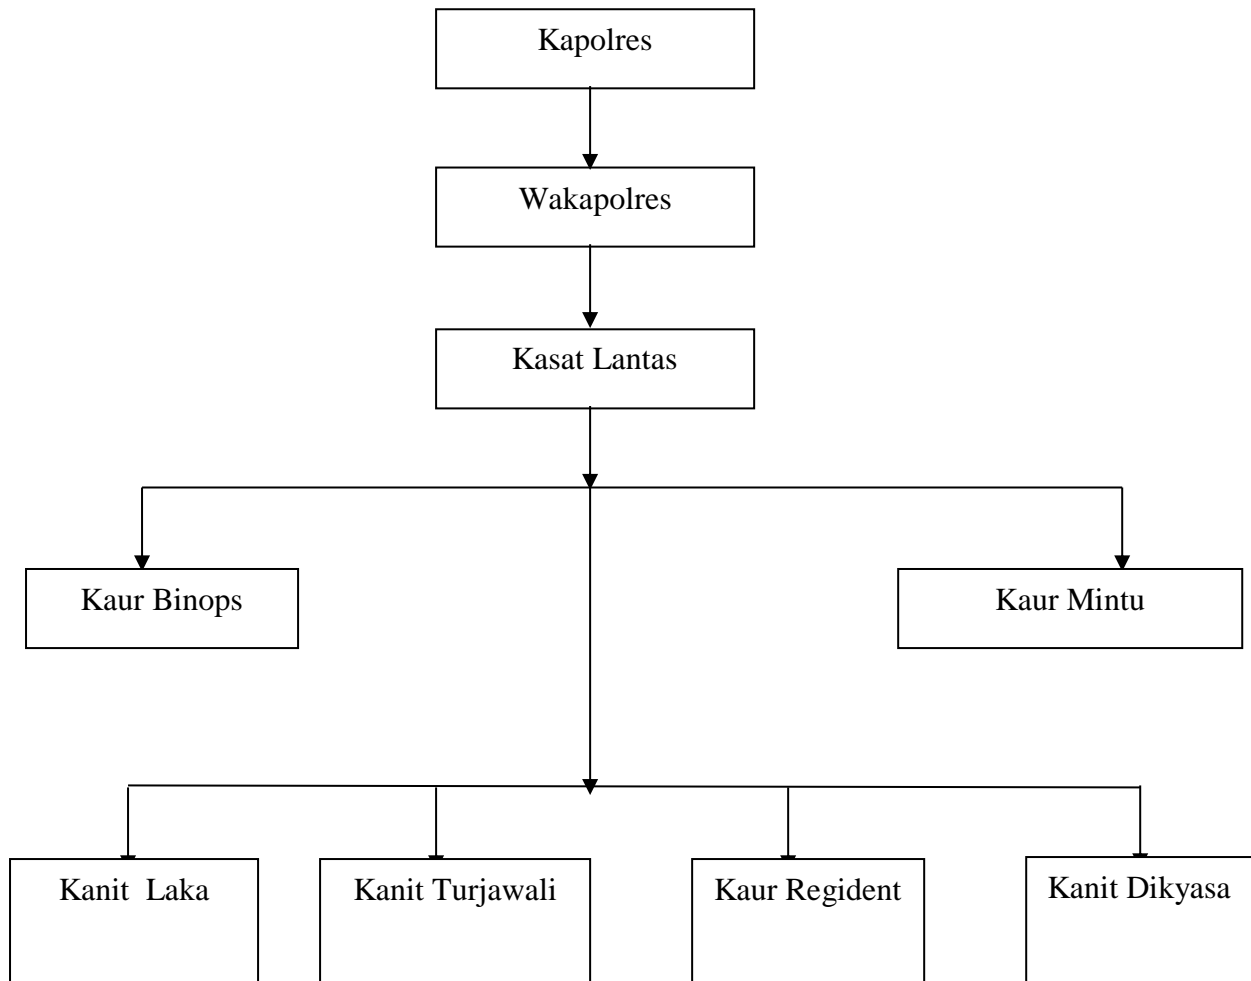 Kapolres
Wakapolres
Kasat Lantas
Kaur Binops
Kaur Mintu
Kanit  Laka
Kanit Turjawali
Kaur Regident
Kanit Dikyasa